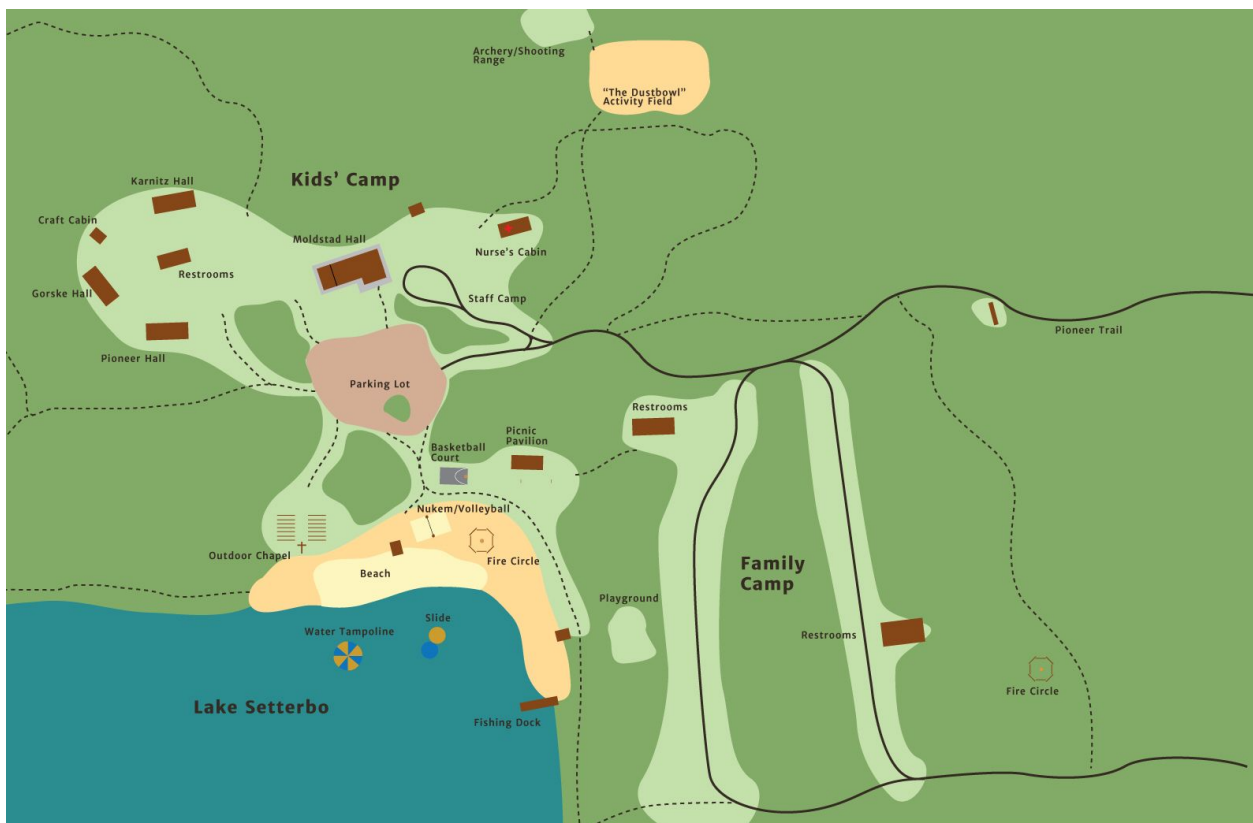 Archery/Shooting
Range
"The Dustbowl"
Activity Field
Kids' Camp
Karnitz Hall
Craft Cabin
Moldstad Hall
Nurse's Cabin
Restrooms
Gorske Hall
Staff Camp
Pioneer Trail
Pioneer Hall
Parking Lot
Restrooms
Picnic
Pavilion
Basketball
Court
Nukem/Volleyball
Outdoor Chapel
Fire Circle
Beach
Family
Camp
Playground
Slide
Water Tampoline
Restrooms
Fire Circle
Lake Setterbo
Fishing Dock